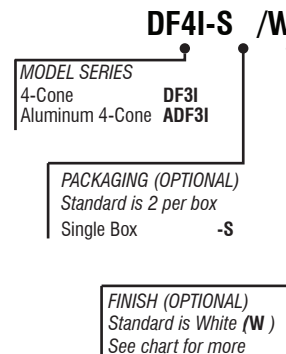 DF4I-S /W
MODEL SERIES
4-Cone DF3I
Aluminum 4-Cone ADF3I
PACKAGING (OPTIONAL)
Standard is 2 per box
Single Box -S
FINISH (OPTIONAL)
Standard is White (W )
See chart for more